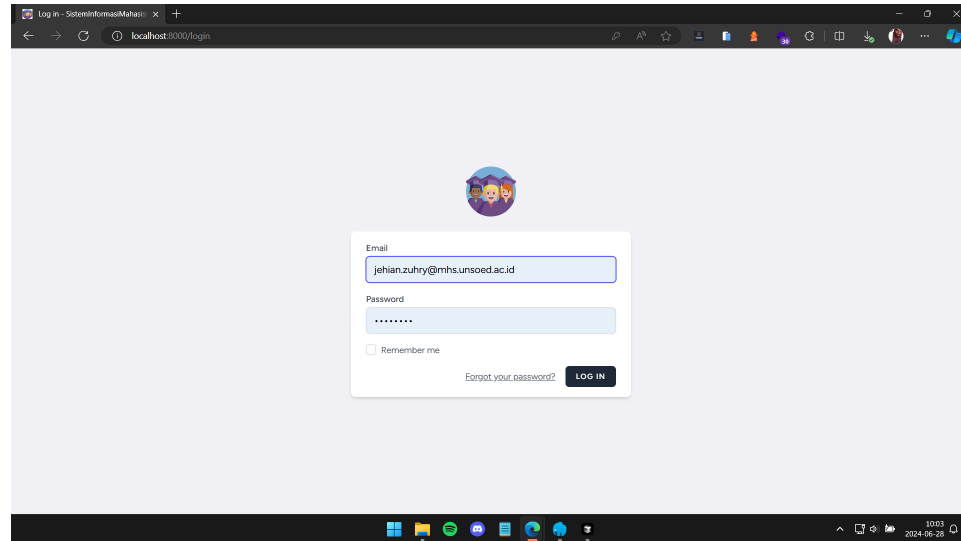 Log in - SistemInformasiMahasis
localhost:8000/login
30
Email
jehian.zuhry@mhs.unsoed.ac.id
Password
Remember me
Forgot your password?
LOG IN
10:03
2024-06-28